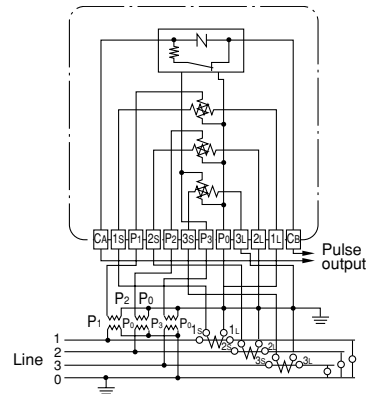 N
CA 1S P1 2S P2 3S P3 P0 3L 2L 1L CB
Pulse output
P2 P0
P1 P0 P3 P0 1S 1L
1
2S 2L
2
3S 3L
3
0
Line